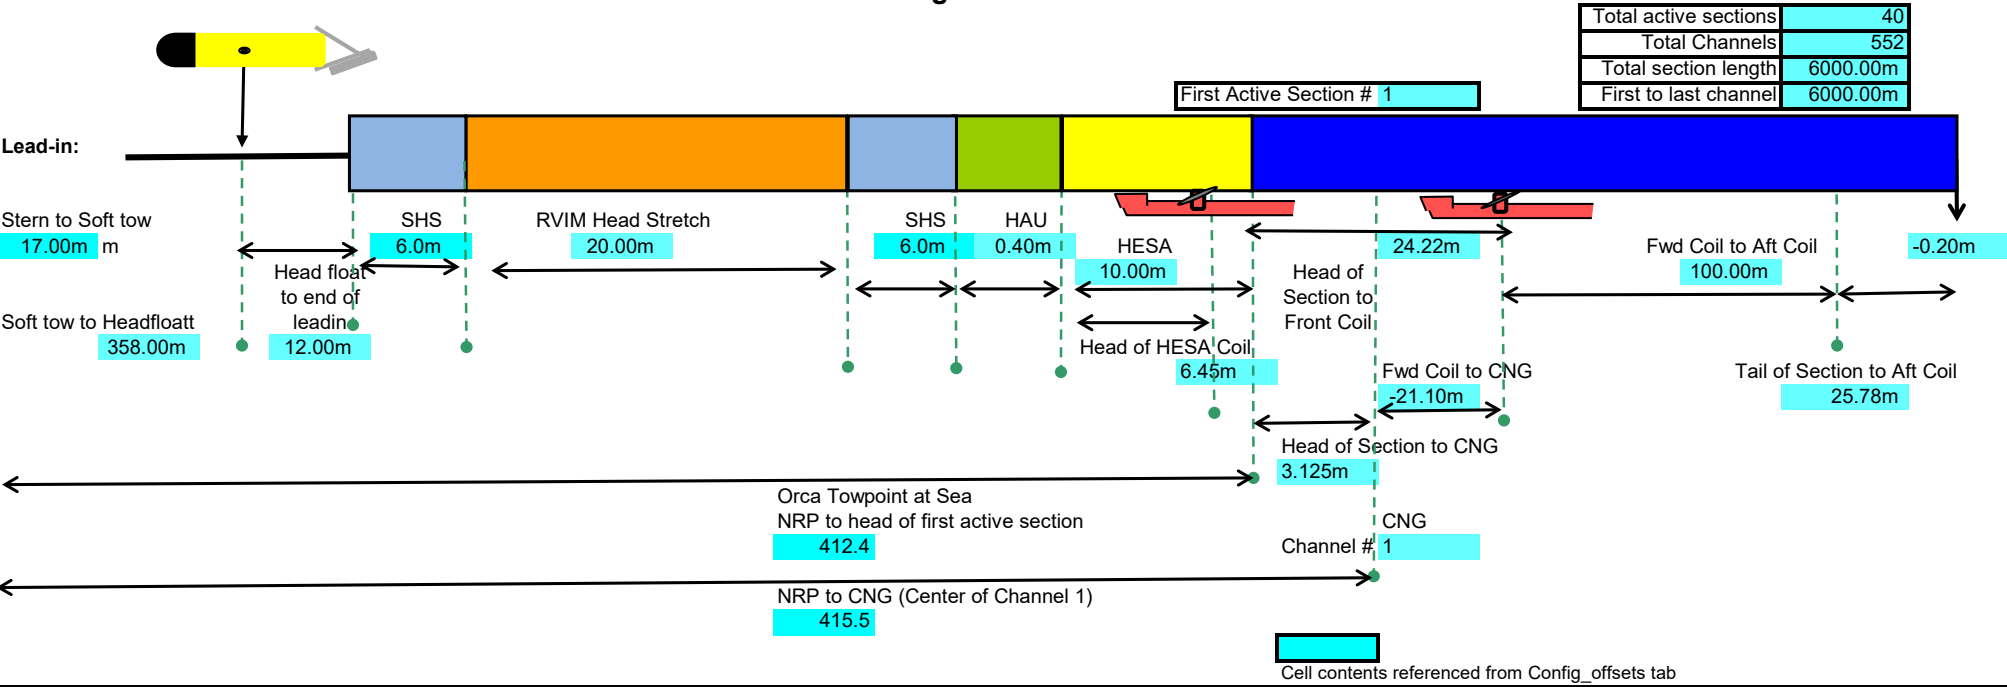 g
Total active sections 40
Total Channels 552
Total section length 6000.00m
First to last channel 6000.00m
First Active Section # 1
Lead-in:
Stern to Soft tow
17.00m m
SHS
6.0m
RVIM Head Stretch
20.00m
SHS
6.0m
HAU
0.40m
HESA
10.00m
24.22m
Fwd Coil to Aft Coil
100.00m
-0.20m
Head float
to end of
leadin
12.00m
Head of
Section to
Front Coil
Soft tow to Headfloatt
358.00m
Head of HESA Coil
6.45m
Fwd Coil to CNG
-21.10m
Tail of Section to Aft Coil
25.78m
Head of Section to CNG
3.125m
Orca Towpoint at Sea
NRP to head of first active section
412.4
CNG
Channel # 1
NRP to CNG (Center of Channel 1)
415.5
Cell contents referenced from Config_offsets tab